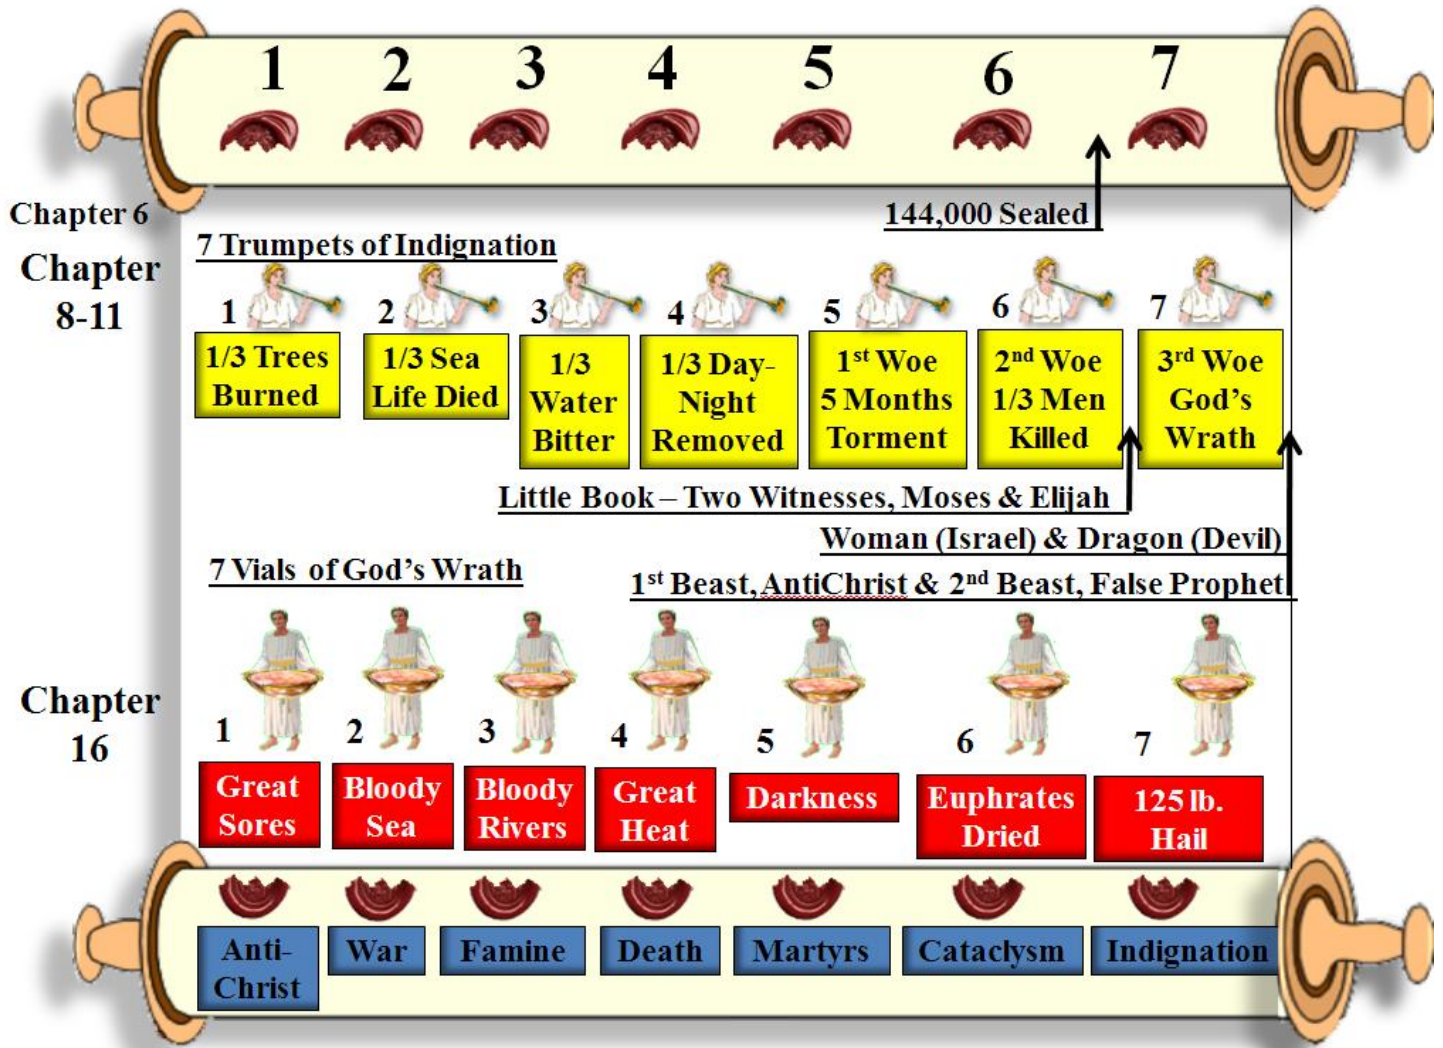 1 2 3 4 5 6 7
Chapter 6
144,000 Sealed
Chapter
8-11
7 Trumpets of Indignation
1 2 3 4 5 6 7
1/3 Trees
Burned
1/3 Sea
Life Died
1/3
Water
Bitter
1/3 Day-
Night
Removed
1st Woe
5 Months
Torment
2nd Woe
1/3 Men
Killed
3rd Woe
God's
Wrath
Little Book – Two Witnesses, Moses & Elijah
Woman (Israel) & Dragon (Devil)
7 Vials of God's Wrath
1st Beast, AntiChrist & 2nd Beast, False Prophet
Chapter
16
1 2 3 4 5 6 7
Great
Sores
Bloody
Sea
Bloody
Rivers
Great
Heat
Darkness
Euphrates
Dried
125 lb.
Hail
Anti-
Christ
War
Famine
Death
Martyrs
Cataclysm
Indignation